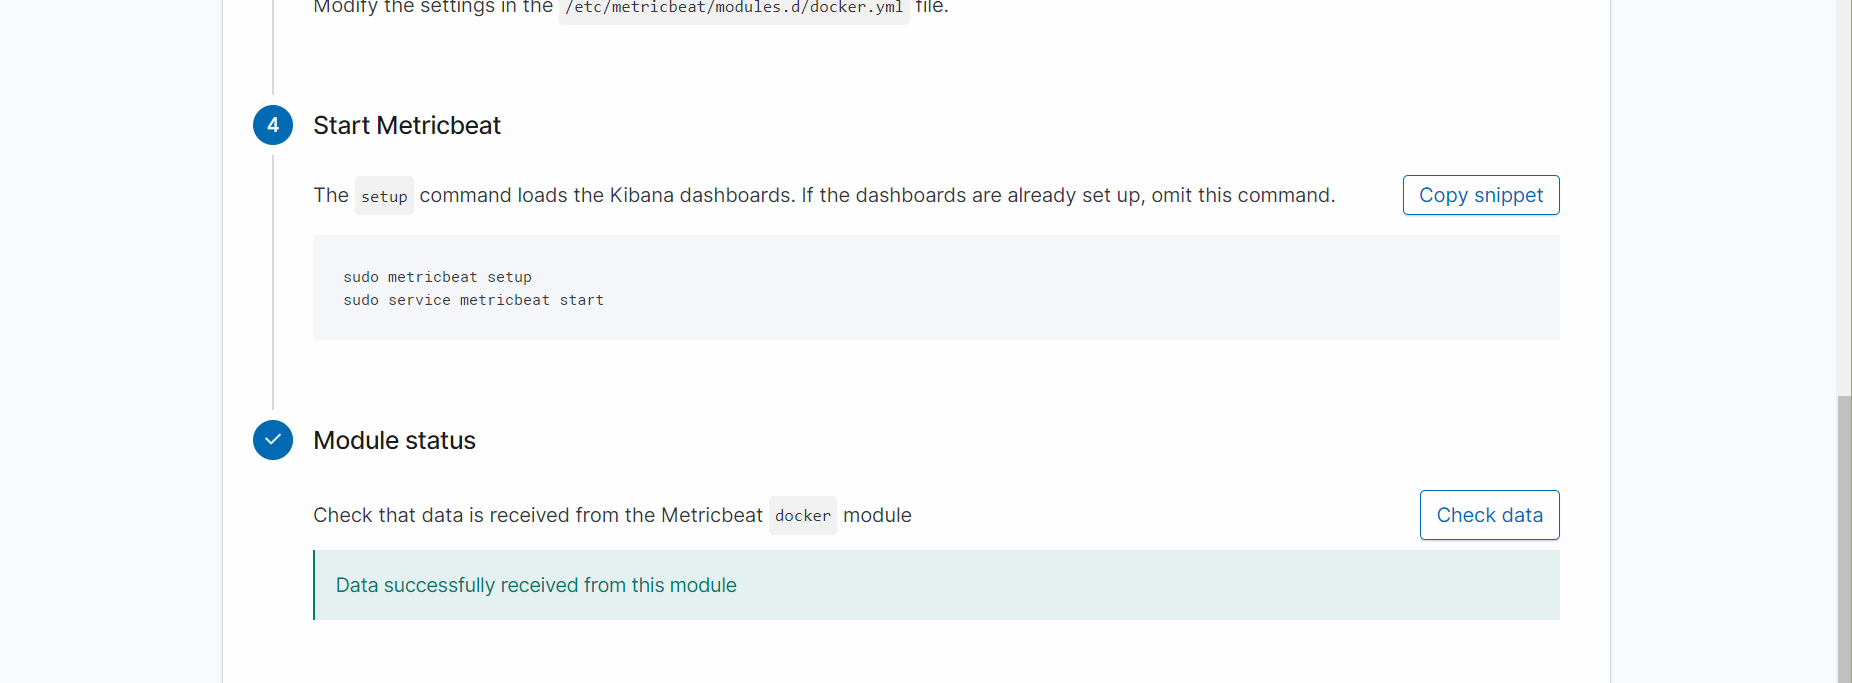 Modify the settings in the /etc/metricbeat/modules.d/docker.yml file.
4 Start Metricbeat
The setup command loads the Kibana dashboards. If the dashboards are already set up, omit this command. Copy snippet
sudo metricbeat setup
sudo service metricbeat start
Module status
Check that data is received from the Metricbeat docker module Check data
Data successfully received from this module